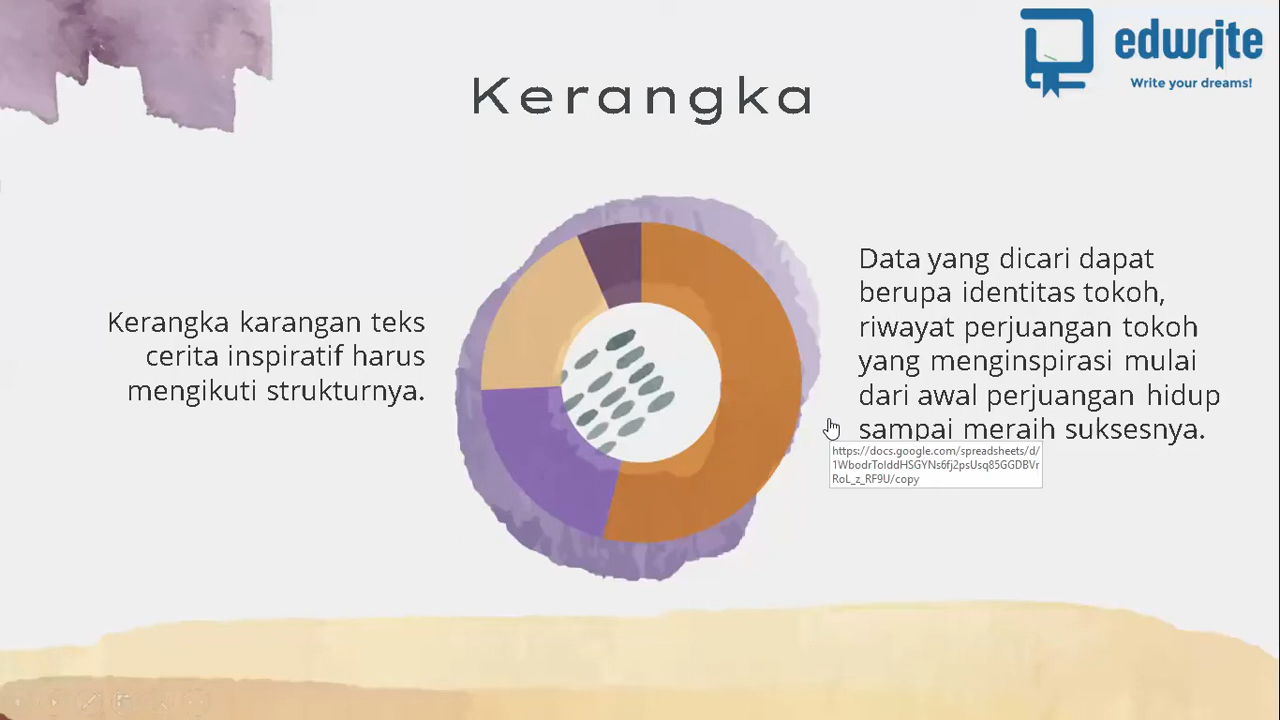 edwrite
Write your dreams!
Kerangka
Kerangka karangan teks
cerita inspiratif harus
mengikuti strukturnya.
Data yang dicari dapat
berupa identitas tokoh,
riwayat perjuangan tokoh
yang menginspirasi mulai
dari awal perjuangan hidup
sampai meraih suksesnya.
https://docs.google.com/spreadsheets/d/
1WbodrToIddHSGYNs6fj2psUsq85GGDBVr
RoL_z_RF9U/copy